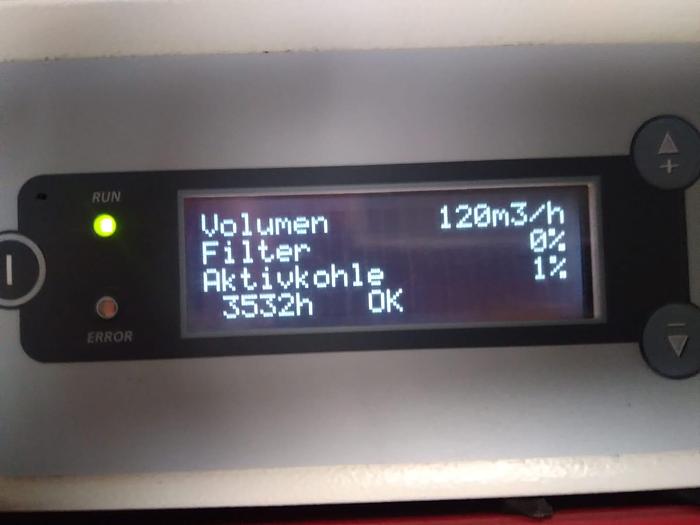 RUN
Volumen 120m3/h
Filter 0%
Aktivkohle 1%
3532h OK
ERROR
+
-